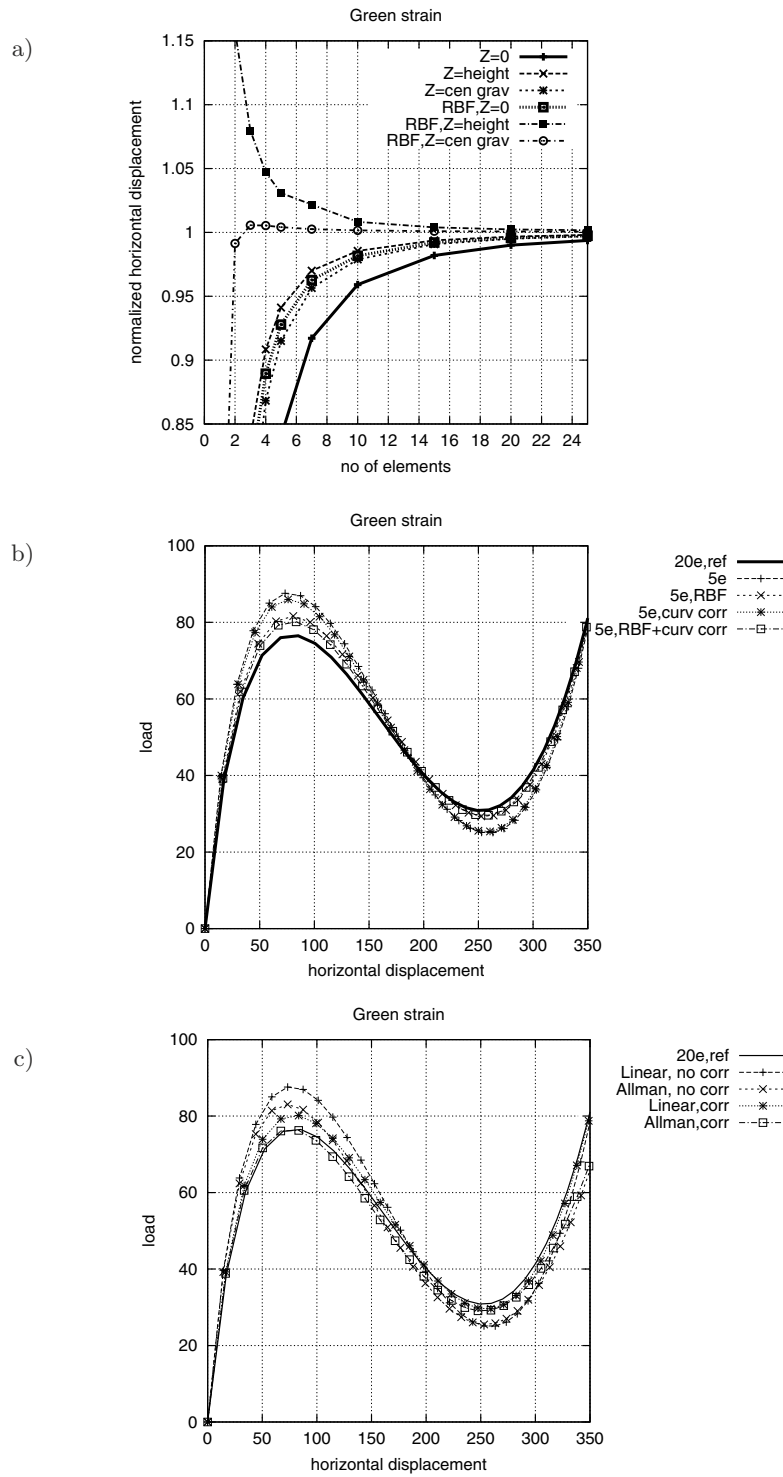 a)
Green strain
normalized horizontal displacement
1.15
1.1
1.05
1
0.95
0.9
0.85
0 2 4 6 8 10 12 14 16 18 20 22 24
no of elements
Z=0
Z=height
Z=cen grav
RBF,Z=0
RBF,Z=height
RBF,Z=cen grav
b)
Green strain
load
100
80
60
40
20
0
0 50 100 150 200 250 300 350
horizontal displacement
20e,ref
5e
5e,RBF
5e,curv corr
5e,RBF+curv corr
c)
Green strain
load
100
80
60
40
20
0
0 50 100 150 200 250 300 350
horizontal displacement
20e,ref
Linear, no corr
Allman, no corr
Linear,corr
Allman,corr